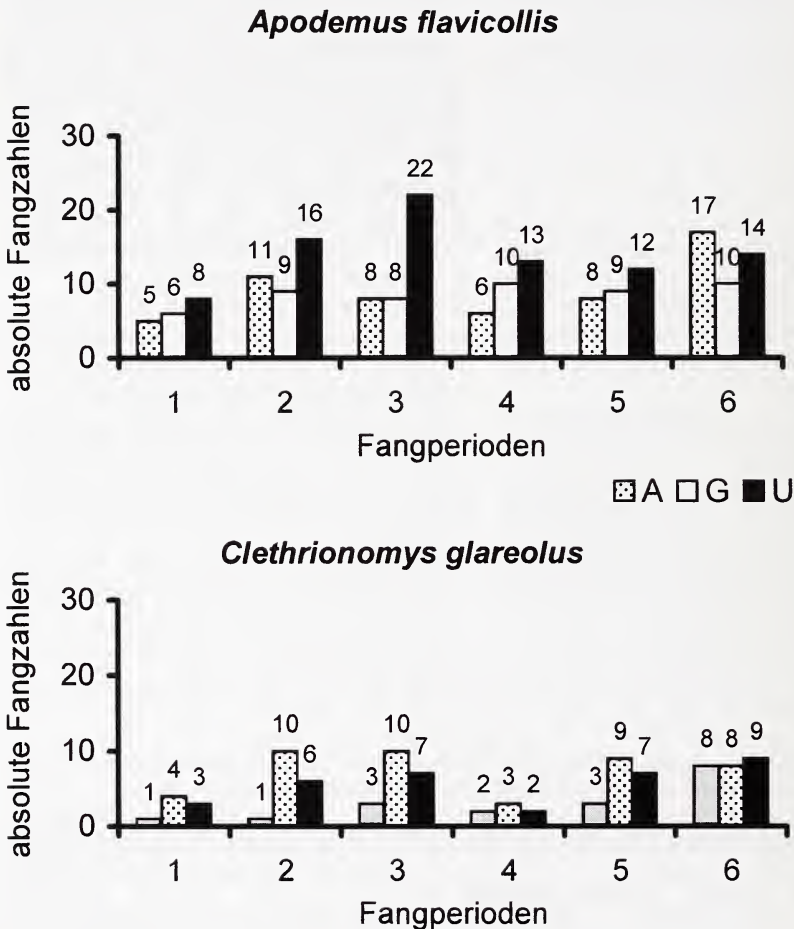 Apodemus flavicollis
absolute Fangzahlen
30
20
10
0
5 6 8 11 9 16 8 8 22 6 10 13 8 9 12 17 10 14
1 2 3 4 5 6
Fangperioden
A G U
Clethrionomys glareolus
absolute Fangzahlen
30
20
10
0
1 4 3 1 10 6 3 10 7 2 3 2 3 9 7 8 8 9
1 2 3 4 5 6
Fangperioden